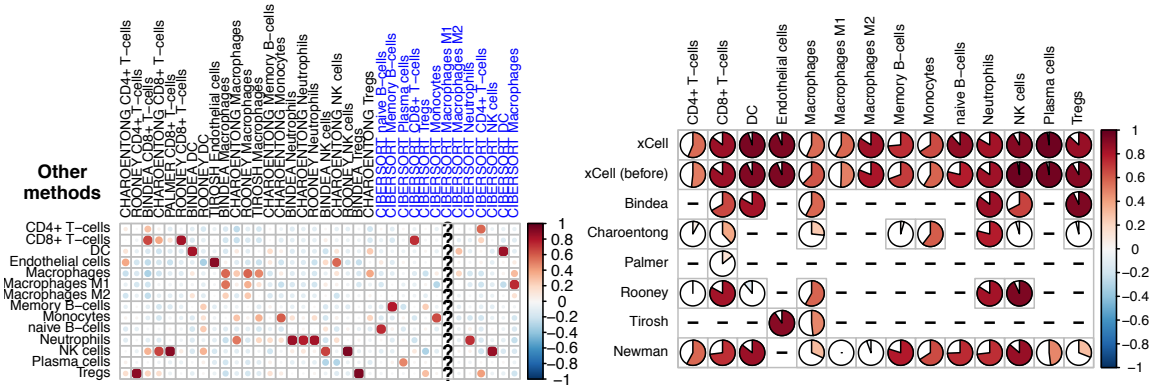 CHAROENTONG CD4+ T−cells
ROONEY CD4+ T−cells
BINDEA CD8+ T−cells
CHAROENTONG CD8+ T−cells
PALMER CD8+ T−cells
ROONEY CD8+ T−cells
BINDEA DC
ROONEY DC
TIROSH Endothelial cells
BINDEA Macrophages
CHAROENTONG Macrophages
ROONEY Macrophages
TIROSH Macrophages
CHAROENTONG Memory B−cells
CHAROENTONG Monocytes
BINDEA Neutrophils
CHAROENTONG Neutrophils
ROONEY Neutrophils
BINDEA NK cells
CHAROENTONG NK cells
ROONEY NK cells
BINDEA Tregs
CHAROENTONG Tregs
CIBERSORT naive B−cells
CIBERSORT Memory B−cells
CIBERSORT Plasma cells
CIBERSORT CD8+ T−cells
CIBERSORT Tregs
CIBERSORT Monocytes
CIBERSORT Macrophages M1
CIBERSORT Macrophages M2
CIBERSORT Neutrophils
CIBERSORT CD4+ T−cells
CIBERSORT NK cells
CIBERSORT DC
CIBERSORT Macrophages
Other
methods
CD4+ T−cells ?
CD8+ T−cells ?
DC ?
Endothelial cells ?
Macrophages ?
Macrophages M1 ?
Macrophages M2 ?
Memory B−cells ?
Monocytes ?
naive B−cells ?
Neutrophils ?
NK cells ?
Plasma cells ?
Tregs ?
1
0.8
0.6
0.4
0.2
0
−0.2
−0.4
−0.6
−0.8
−1
CD4+ T−cells
CD8+ T−cells
DC
Endothelial cells
Macrophages
Macrophages M1
Macrophages M2
Memory B−cells
Monocytes
naive B−cells
Neutrophils
NK cells
Plasma cells
Tregs
xCell
xCell (before)
Bindea − − − − − − − − −
Charoentong − − − − − −
Palmer − − − − − − − − − − − − −
Rooney − − − − − − − − 
Tirosh − − − − − − − − − − − −
Newman −
1
0.8
0.6
0.4
0.2
0
−0.2
−0.4
−0.6
−0.8
−1